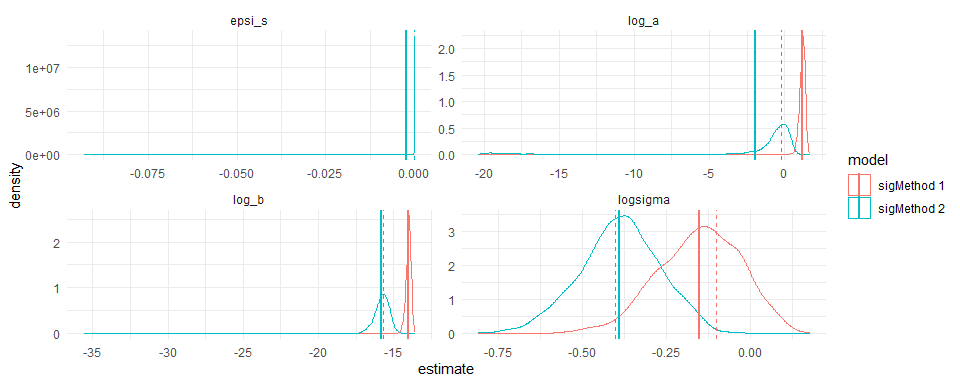 epsi_s
log_a
density
1e+07
5e+06
0e+00
-0.075
-0.050
-0.025
0.000
2.0
1.5
1.0
0.5
0.0
-20
-15
-10
-5
0
log_b
logsigma
2
1
0
-35
-30
-25
-20
-15
3
2
1
0
-0.75
-0.50
-0.25
0.00
estimate
model
sigMethod 1
sigMethod 2